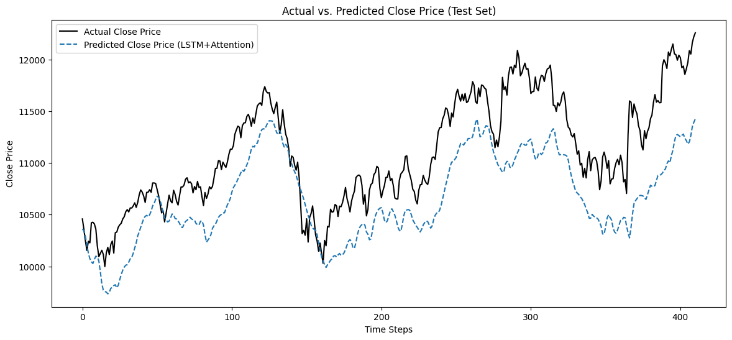 Actual vs. Predicted Close Price (Test Set)
Actual Close Price
Predicted Close Price (LSTM+Attention)
Close Price
12000
11500
11000
10500
10000
0
100
200
300
400
Time Steps